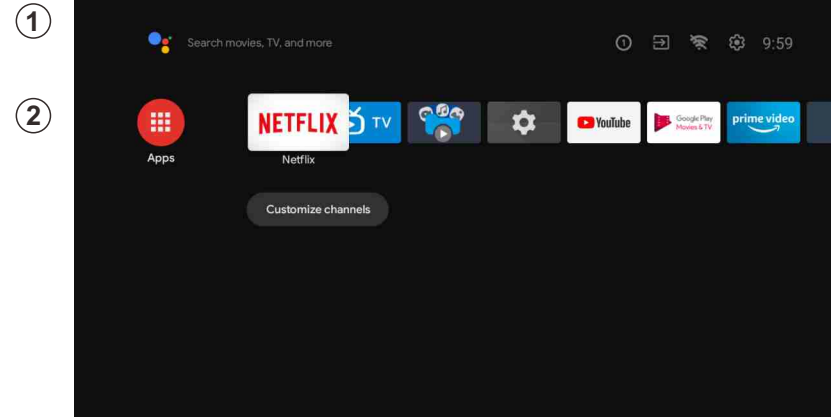 1
Search movies, TV, and more
1
9:59
2
NETFLIX
TV
YouTube
Google Play
Movies & TV
prime video
Apps
Netflix
Customize channels